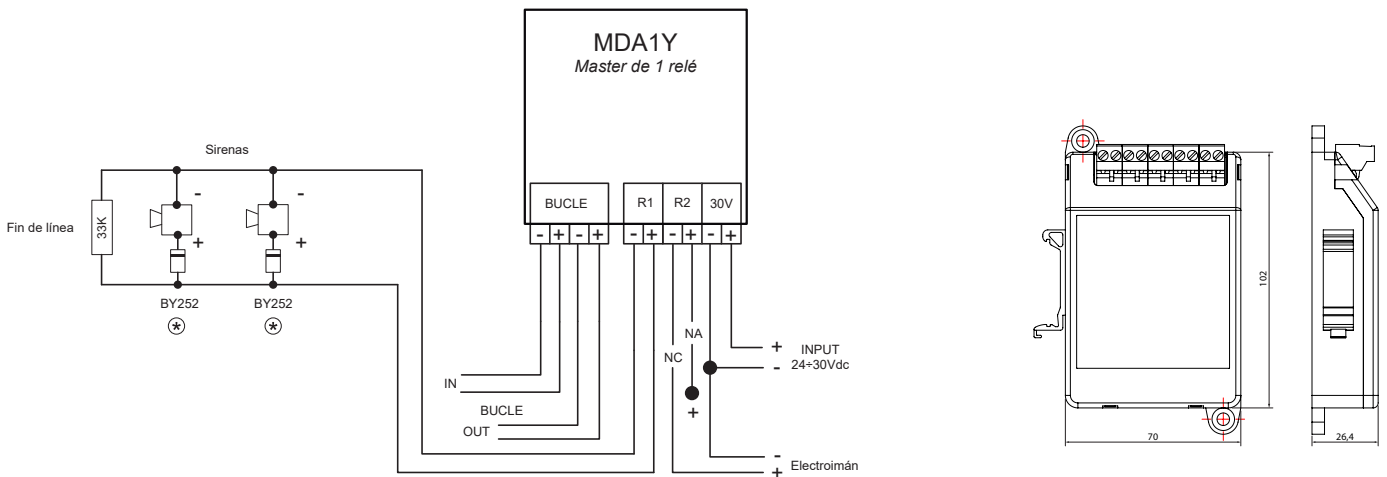 MDA1Y
Master de 1 relé
Sirenas
-
-
BUCLE
R1
R2
30V
- + - +
- + - + - +
Fin de línea
33K
+
+
BY252
BY252
*
*
NA
NC
+
+
INPUT
-
24÷30Vdc
IN
BUCLE
OUT
-
+
Electroimán
102
70
26,4